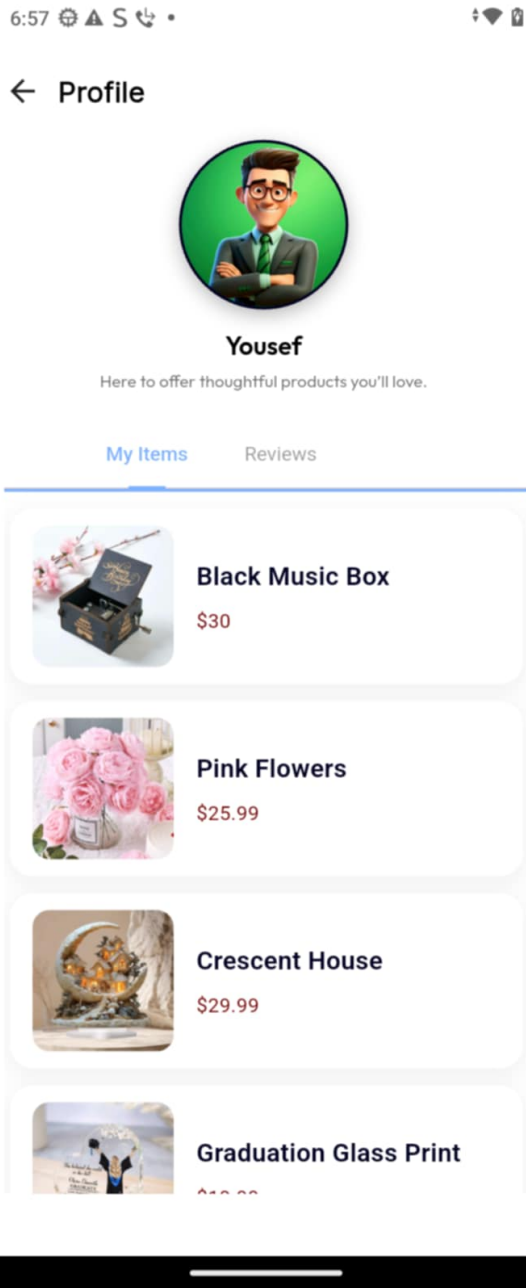 6:57
Profile
Yousef
Here to offer thoughtful products you'll love.
My Items
Reviews
Black Music Box
$30
Pink Flowers
$25.99
Crescent House
$29.99
Graduation Glass Print